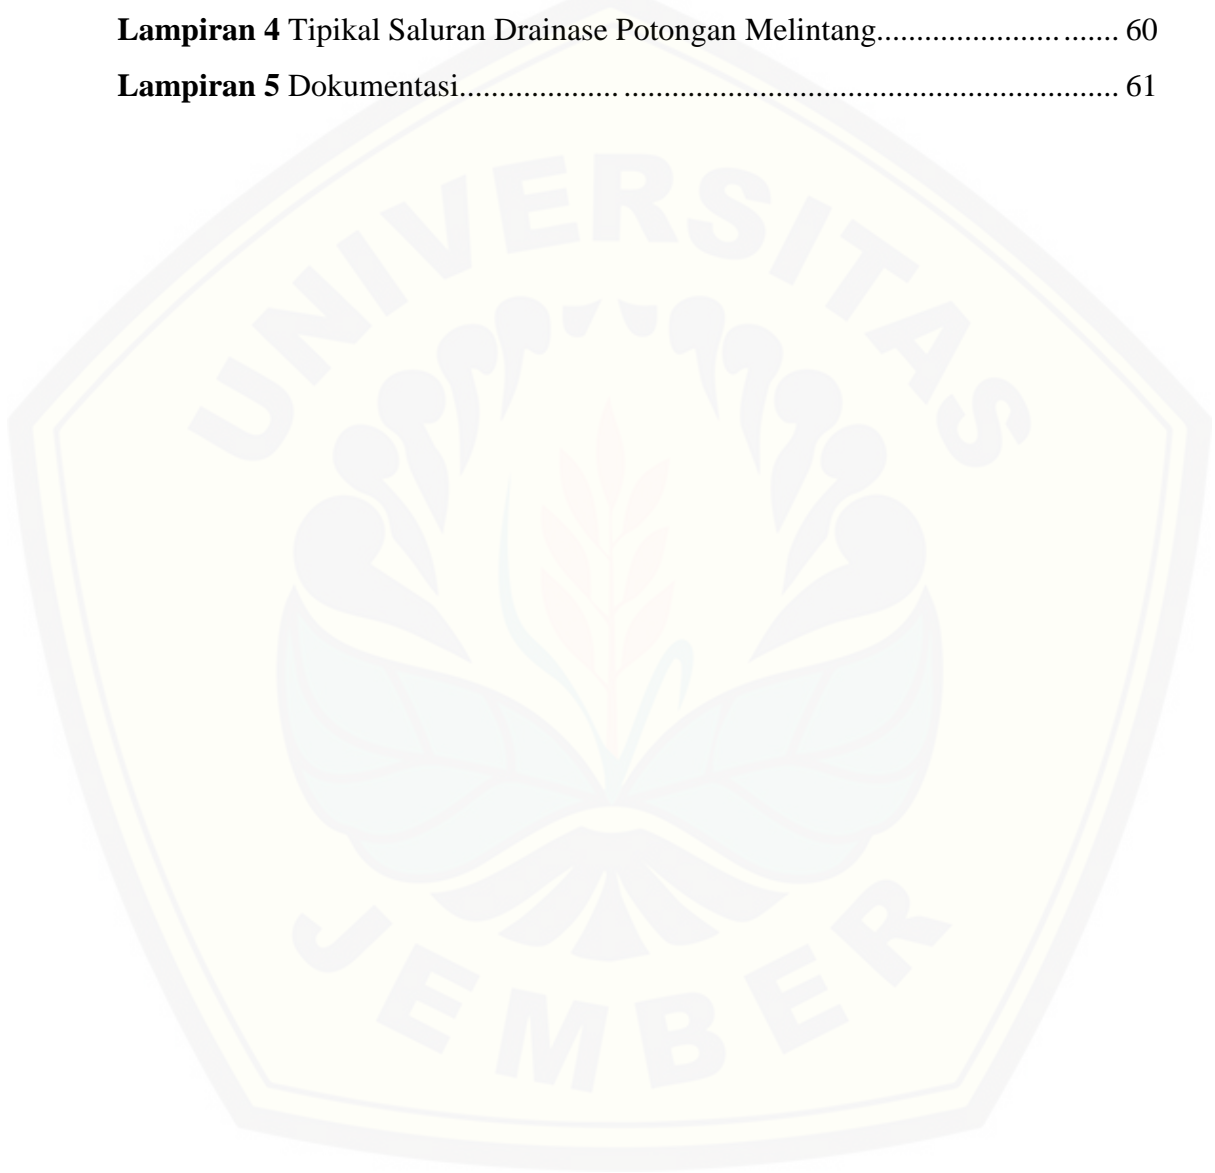 Lampiran 4 Tipikal Saluran Drainase Potongan Melintang............................. 60
Lampiran 5 Dokumentasi................................................................................. 61
UNIVERSITAS
JEMBER